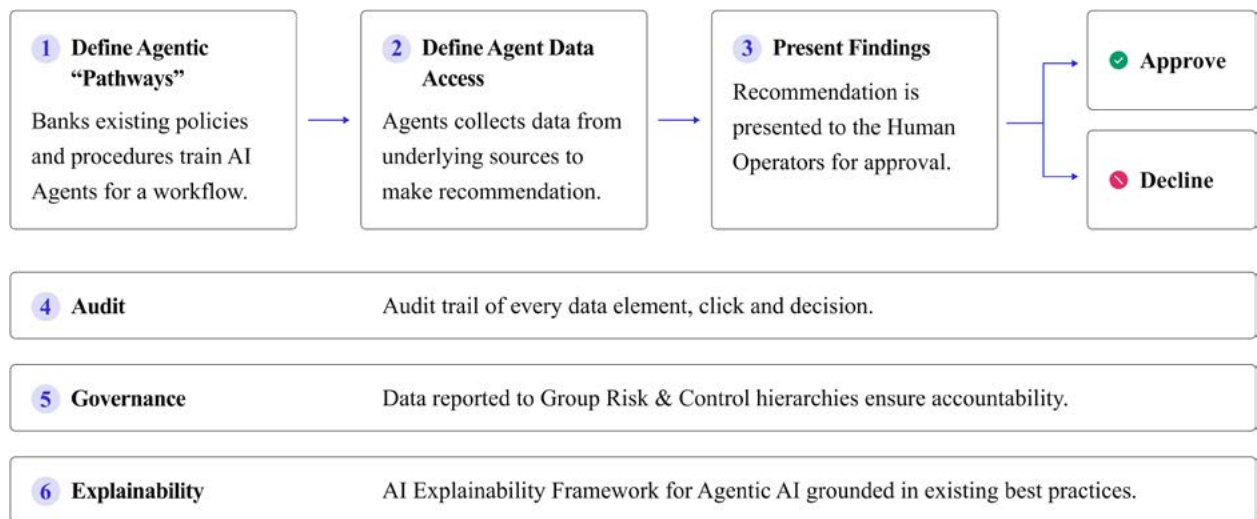 1 Define Agentic
“Pathways”
Banks existing policies
and procedures train AI
Agents for a workflow.
2 Define Agent Data
Access
Agents collects data from
underlying sources to
make recommendation.
3 Present Findings
Recommendation is
presented to the Human
Operators for approval.
Approve
Decline
4 Audit Audit trail of every data element, click and decision.
5 Governance Data reported to Group Risk & Control hierarchies ensure accountability.
6 Explainability AI Explainability Framework for Agentic AI grounded in existing best practices.